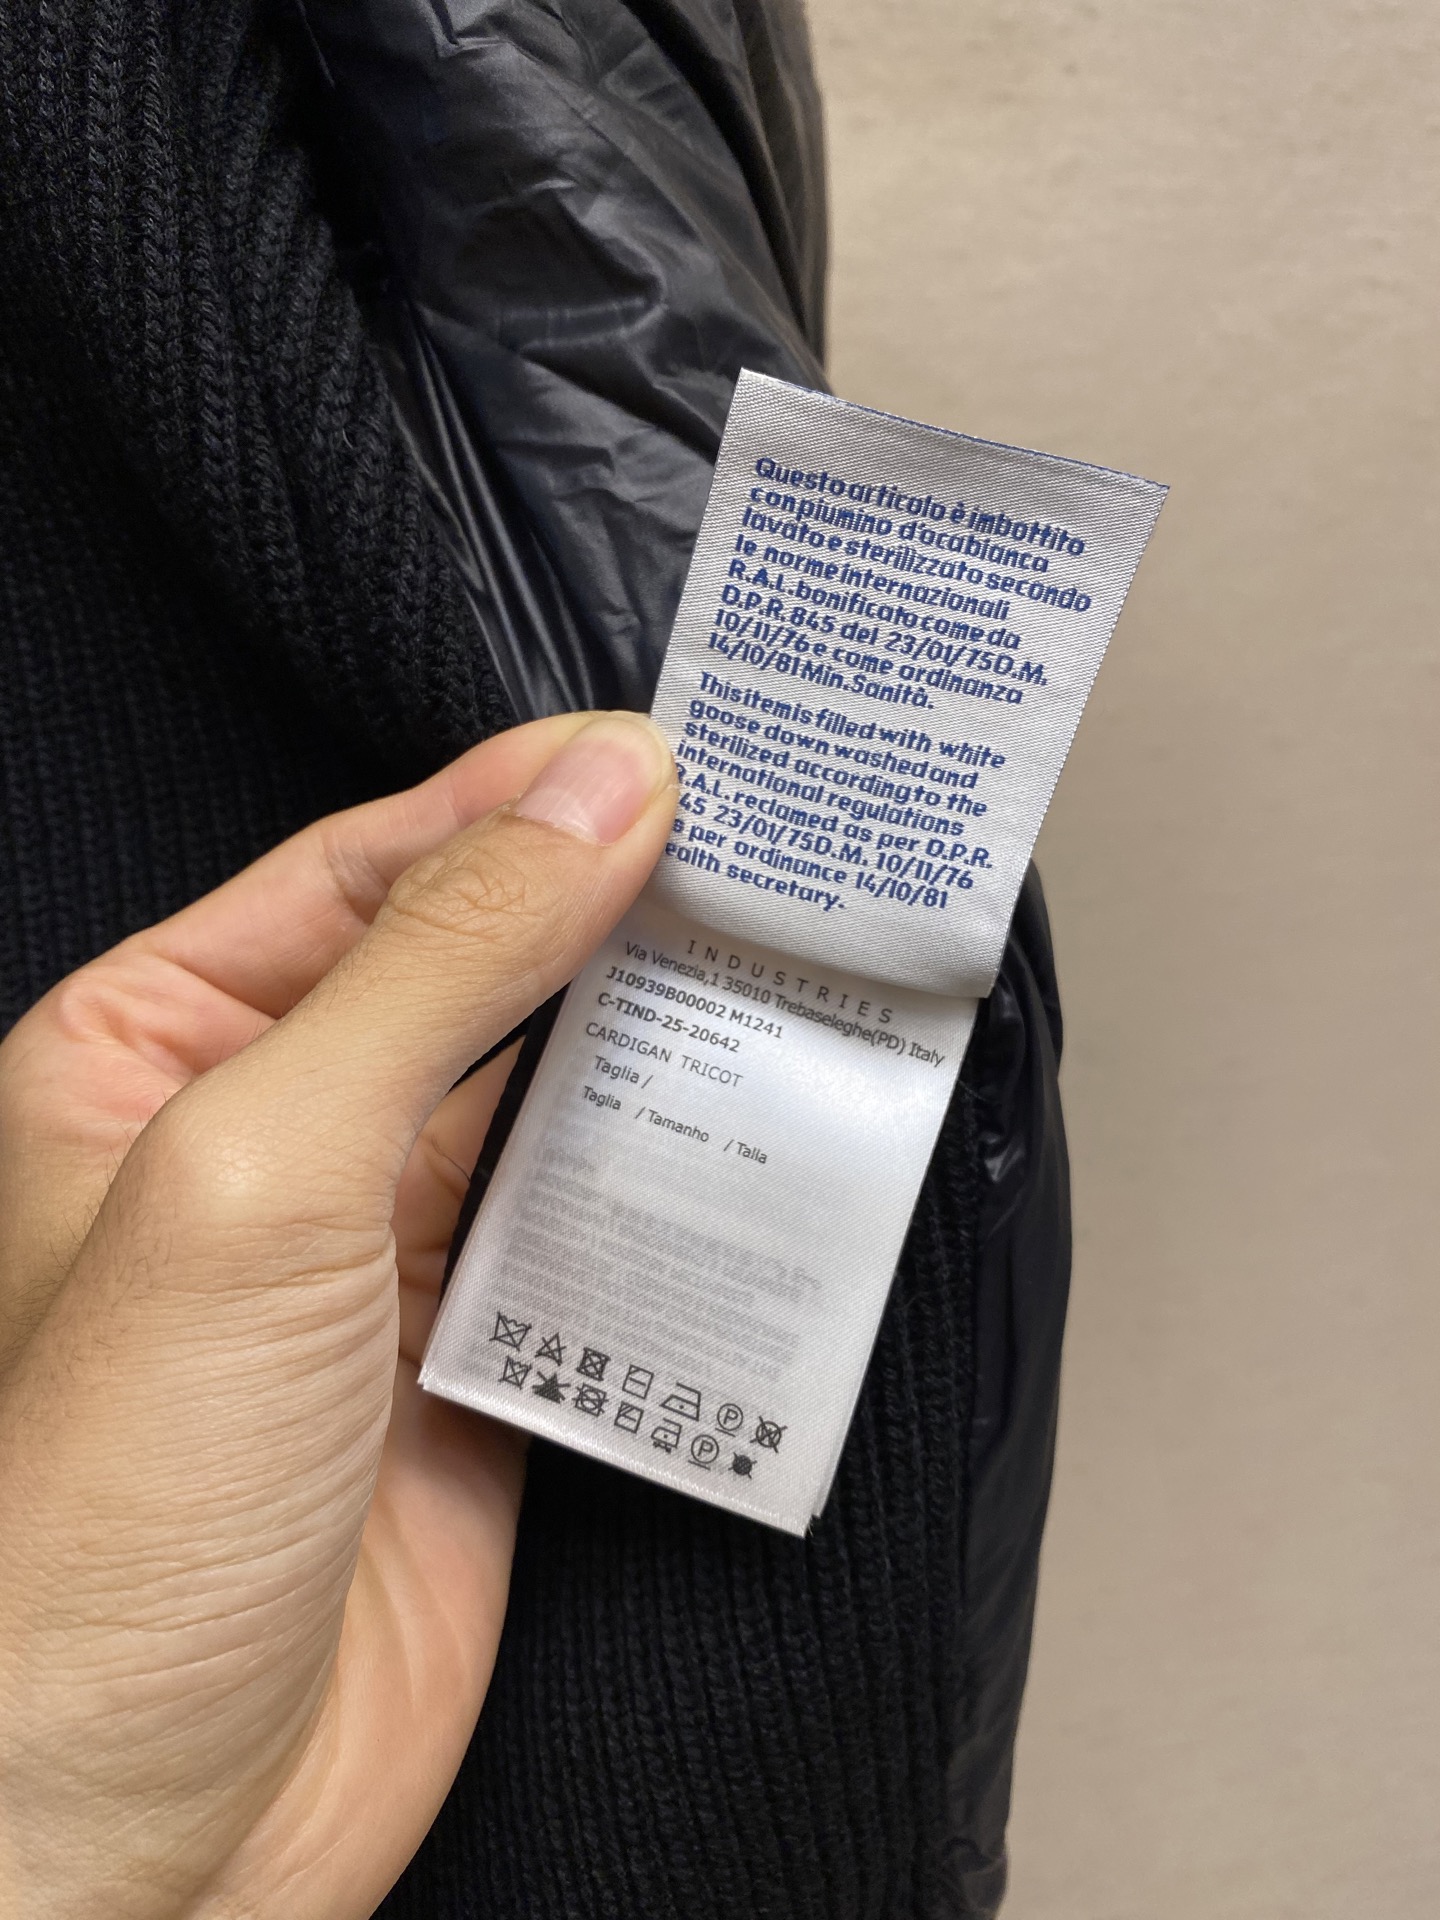 Questo articolo è imbottito
con piumino d'oca bianca
lavato e sterilizzato secondo
le norme internazionali
R.A.L. bonificato come da
D.P.R. 845 del 23/01/75 D.M.
10/11/76 e come ordinanza
14/10/81 Min. Sanità.
This item is filled with white
goose down washed and
sterilized according to the
international regulations
R.A.L. reclamed as per D.P.R.
45 23/01/75D.M. 10/11/76
s per ordinance 14/10/81
ealth secretary.
INDUSTRIES
Via Venezia,1 35010 Trebaseleghe(PD) Italy
J10939B00002 M1241
C-TIND-25-20642
CARDIGAN TRICOT
Taglia /
Taglia / Tamanho / Talla
P
P